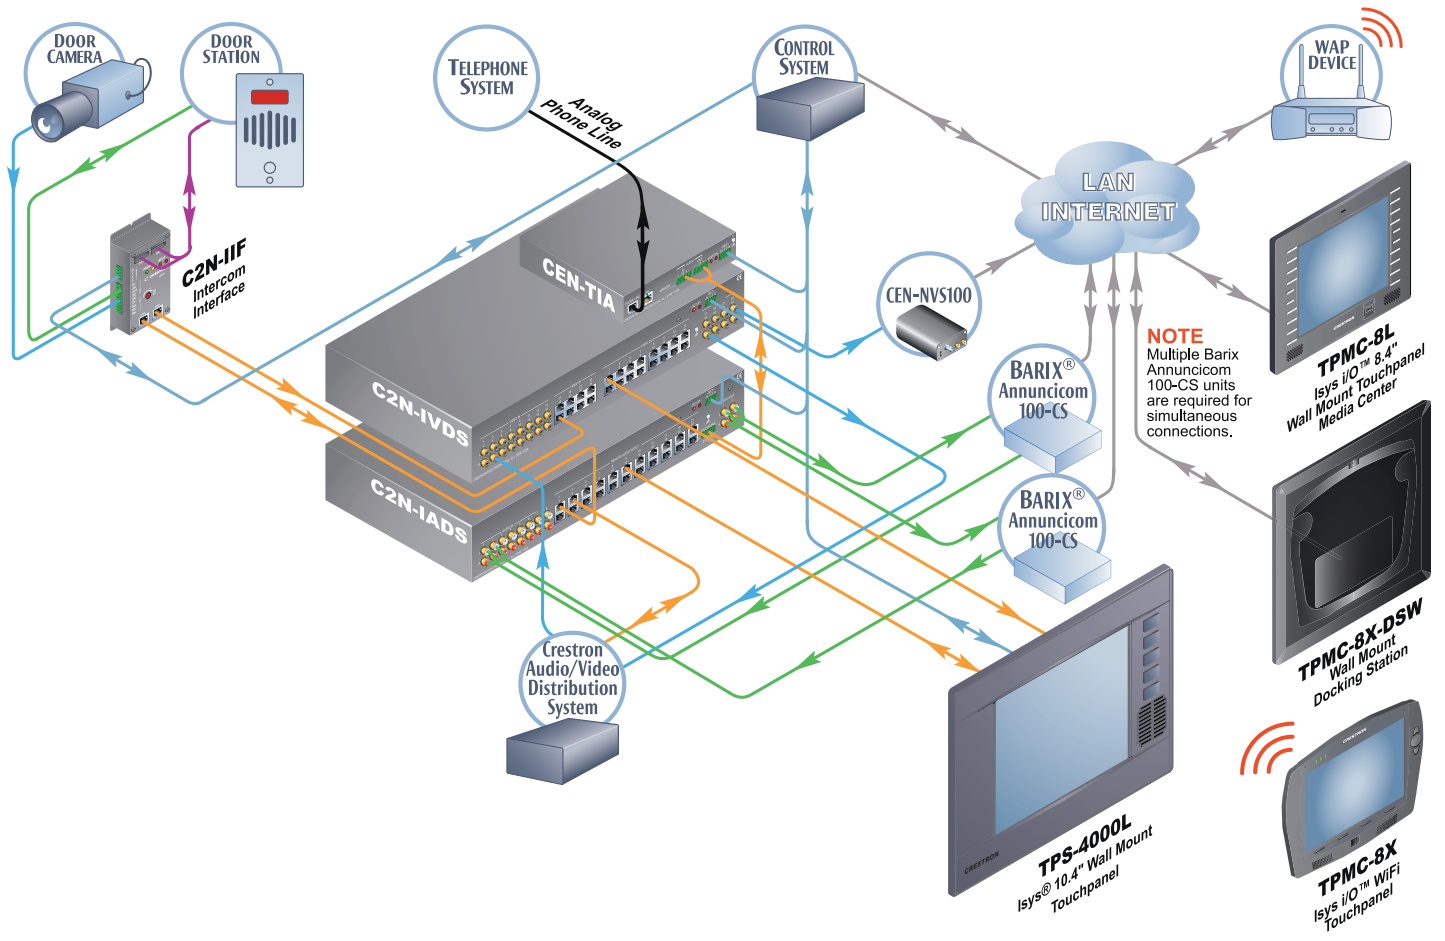 DOOR
CAMERA
DOOR
STATION
TELEPHONE
SYSTEM
Analog
Phone Line
CONTROL
SYSTEM
WAP
DEVICE
LAN
INTERNET
C2N-IIF
Intercom
Interface
CEN-TIA
CEN-NVS100
C2N-IVDS
C2N-IADS
BARIX®
Annuncicom
100-CS
BARIX®
Annuncicom
100-CS
NOTE
Multiple Barix
Annuncicom
100-CS units
are required for
simultaneous
connections.
CRESTRON
TPMC-8L
Isys i/O™ 8.4"
Wall Mount Touchpanel
Media Center
TPMC-8X-DSW
Wall Mount
Docking Station
Crestron
Audio/Video
Distribution
System
CRESTRON
TPS-4000L
Isys® 10.4" Wall Mount
Touchpanel
CRESTRON
TPMC-8X
Isys i/O™ WiFi
Touchpanel